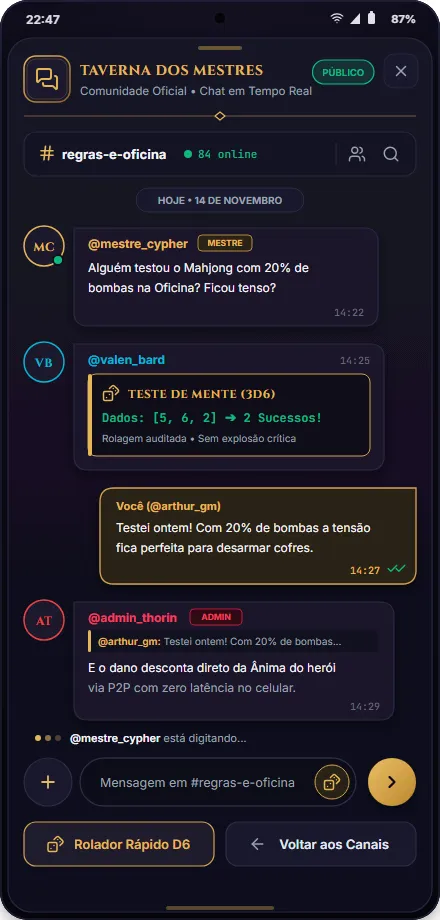 22:47
87%
TAVERNA DOS MESTRES
Comunidade Oficial • Chat em Tempo Real
PÚBLICO
# regras-e-oficina
84 online
HOJE • 14 DE NOVEMBRO
MC
@mestre_cypher
MESTRE
Alguém testou o Mahjong com 20% de
bombas na Oficina? Ficou tenso?
14:22
VB
@valen_bard
14:25
TESTE DE MENTE (3D6)
Dados: [5, 6, 2] ➔ 2 Sucessos!
Rolagem auditada • Sem explosão crítica
Você (@arthur_gm)
Testei ontem! Com 20% de bombas a tensão
fica perfeita para desarmar cofres.
14:27
AT
@admin_thorin
ADMIN
@arthur_gm: Testei ontem! Com 20% de bombas...
E o dano desconta direto da Ânima do herói
via P2P com zero latência no celular.
14:29
@mestre_cypher está digitando...
Mensagem em #regras-e-oficina
Rolador Rápido D6
Voltar aos Canais